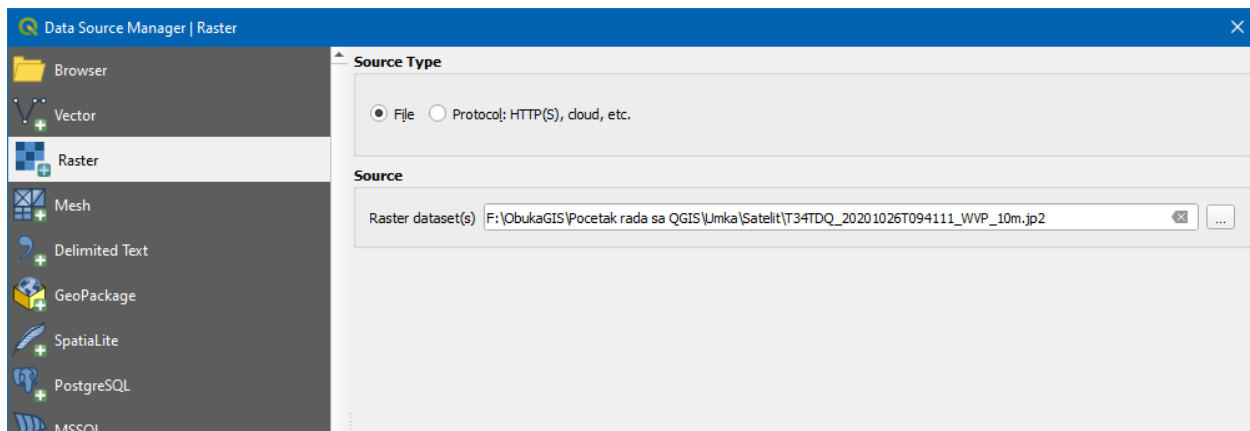 Data Source Manager | Raster
Browser
Vector
Raster
Mesh
Delimited Text
GeoPackage
SpatiaLite
PostgreSQL
MSSQL
Source Type
File
Protocol: HTTP(S), cloud, etc.
Source
Raster dataset(s) F:\ObukaGIS\Pocetak rada sa QGIS\Umka\Satelit\T34TDQ_20201026T094111_WVP_10m.jp2
...